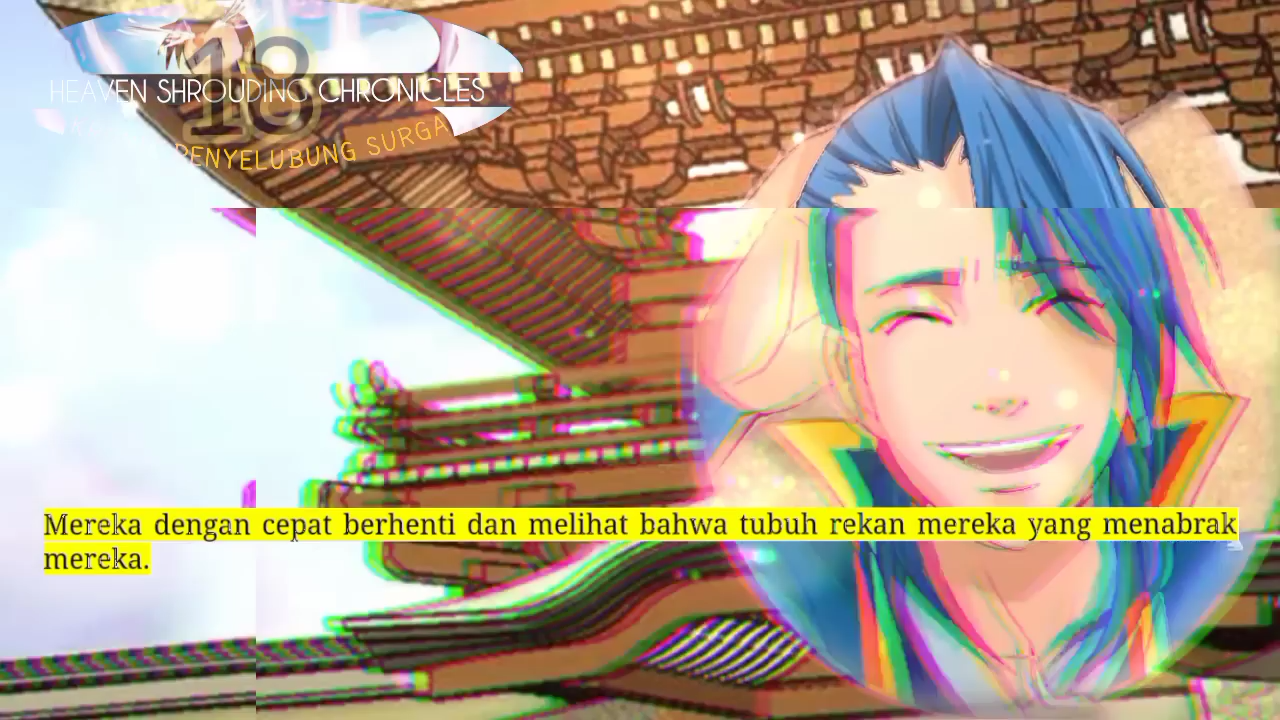 18
HEAVEN SHROUDING CHRONICLES
PENYELUBUNG SURGA
Mereka dengan cepat berhenti dan melihat bahwa tubuh rekan mereka yang menabrak
mereka.